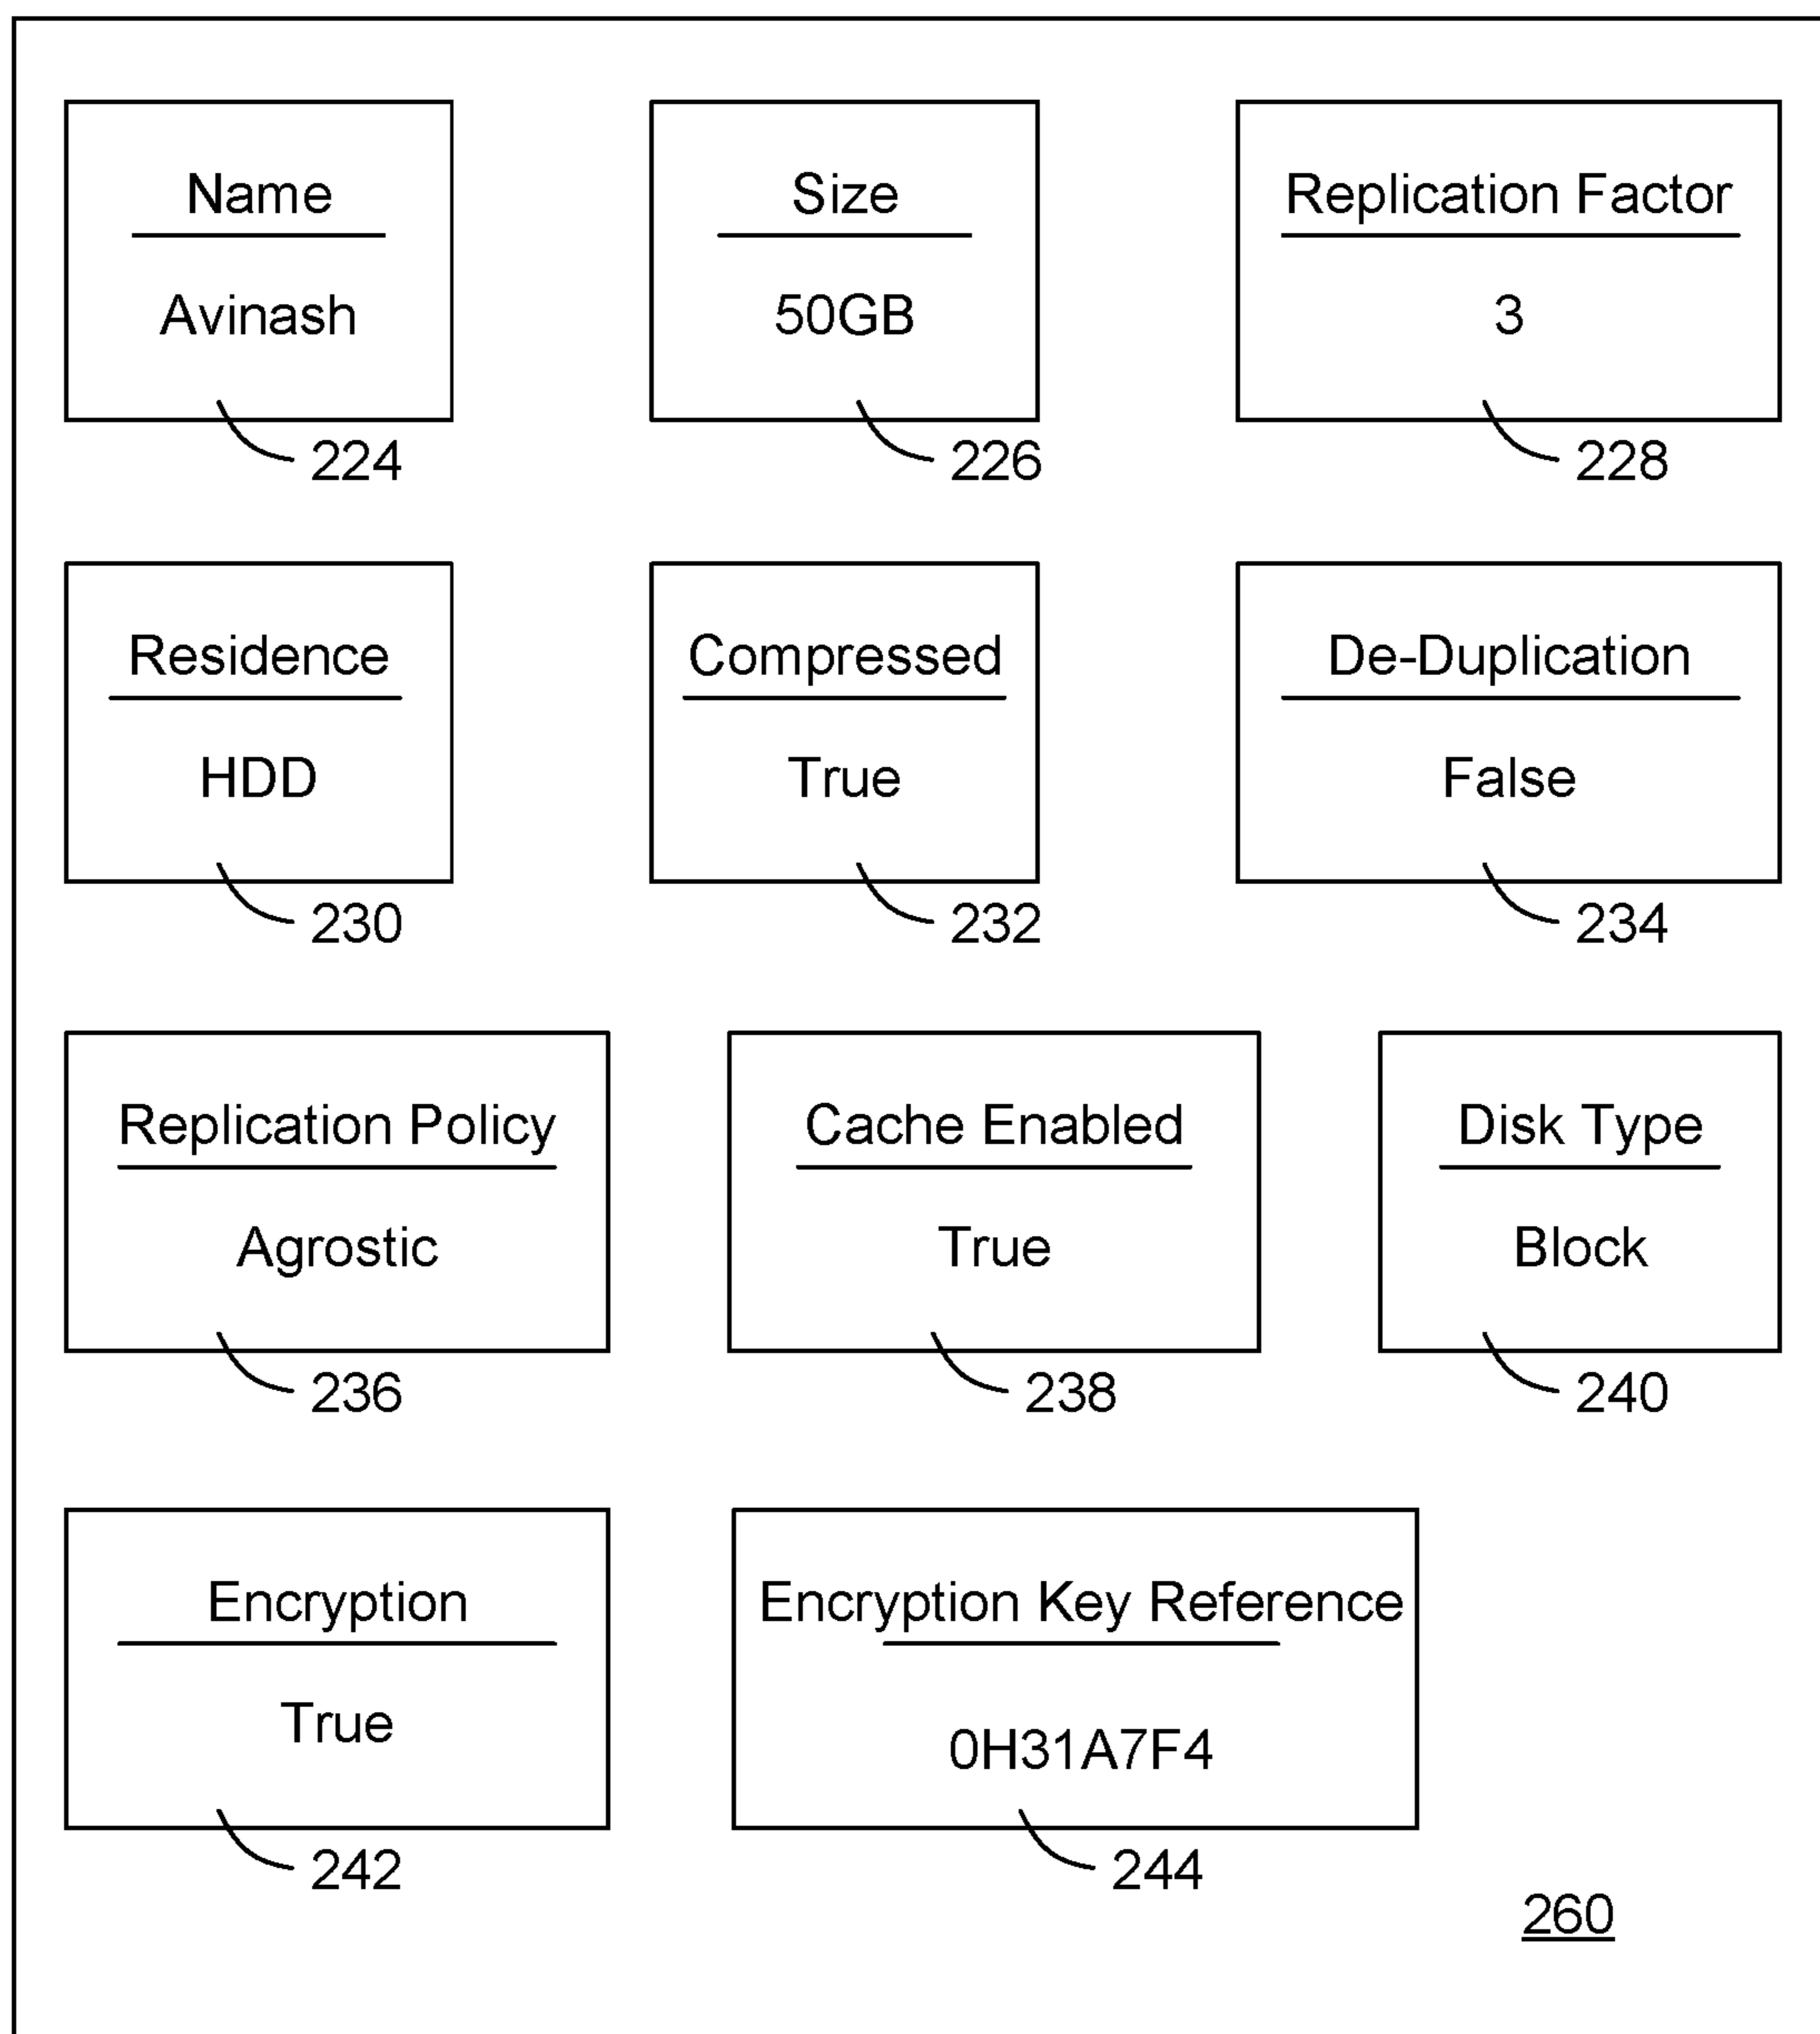 Name
Avinash
224
Size
50GB
226
Replication Factor
3
228
Residence
HDD
230
Compressed
True
232
De-Duplication
False
234
Replication Policy
Agrostic
236
Cache Enabled
True
238
Disk Type
Block
240
Encryption
True
242
Encryption Key Reference
0H31A7F4
244
260